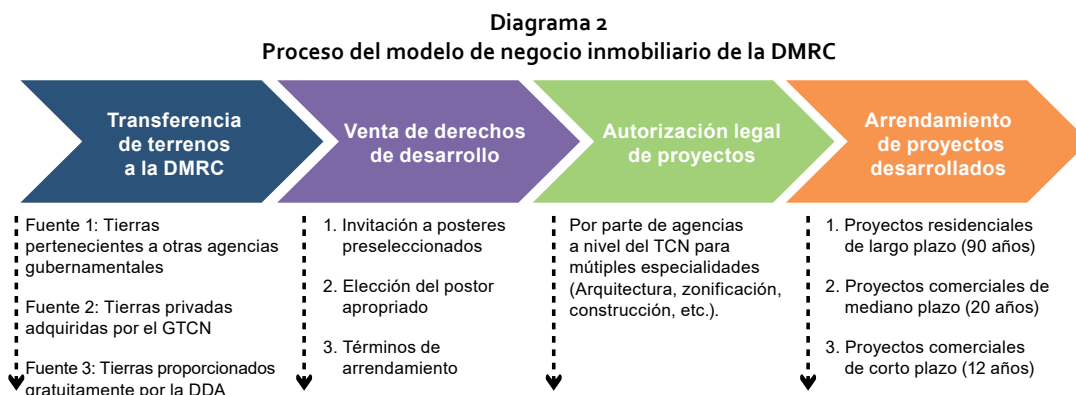 Diagrama 2
Proceso del modelo de negocio inmobiliario de la DMRC
Transferencia
de terrenos
a la DMRC
Venta de derechos
de desarrollo
Autorización legal
de proyectos
Arrendamiento
de proyectos
desarrollados
Fuente 1: Tierras
pertenecientes a otras agencias
gubernamentales
Fuente 2: Tierras privadas
adquiridas por el GTCN
Fuente 3: Tierras proporcionados
gratuitamente por la DDA
1. Invitación a posteres
preseleccionados
2. Elección del postor
apropiado
3. Términos de
arrendamiento
Por parte de agencias
a nivel del TCN para
mútiples especialidades
(Arquitectura, zonificación,
construcción, etc.).
1. Proyectos residenciales
de largo plazo (90 años)
2. Proyectos comerciales de
mediano plazo (20 años)
3. Proyectos comerciales
de corto plazo (12 años)